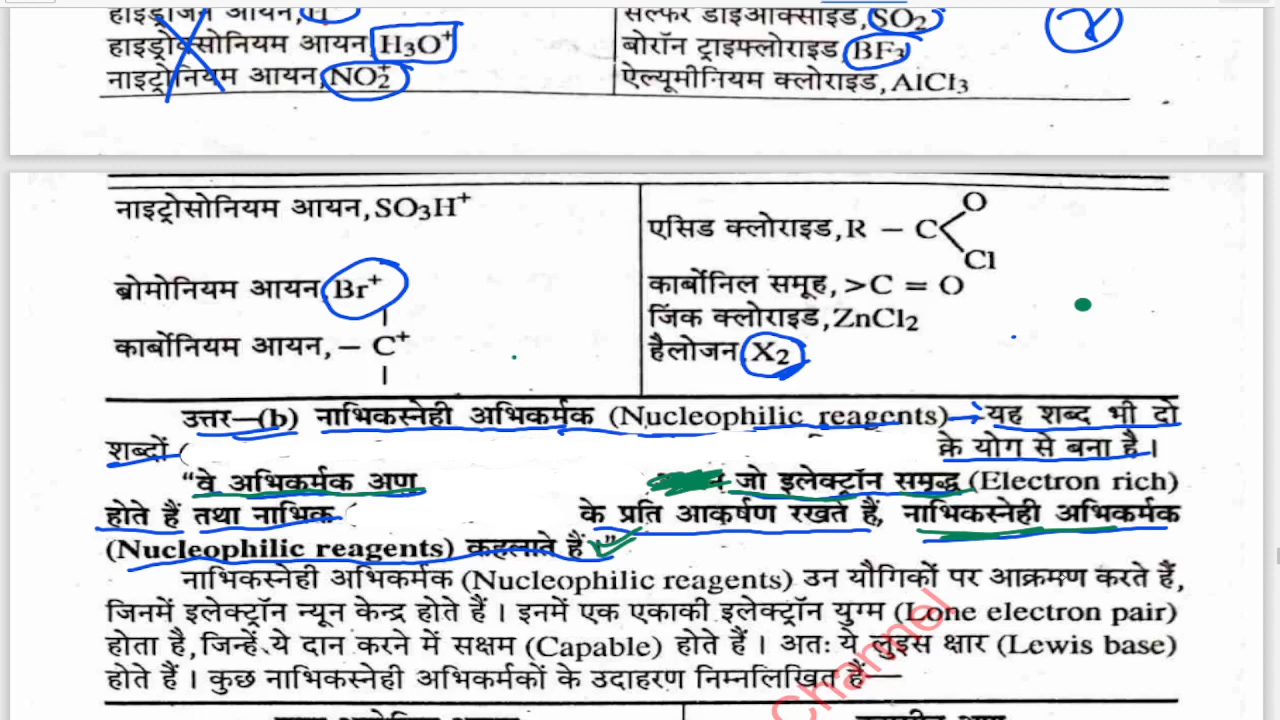 हाइड्रोजन आयन, H
हाइड्रोक्सोनियम आयन, H₃O⁺
नाइट्रोनियम आयन, NO₂⁺
सल्फर डाइऑक्साइड, SO₂
बोरॉन ट्राइफ्लोराइड, BF₃
ऐल्यूमीनियम क्लोराइड, AlCl₃
नाइट्रोसोनियम आयन, SO₃H⁺
ब्रोमोनियम आयन, Br⁺
कार्बोनियम आयन, – C⁺
एसिड क्लोराइड, R – C
O
Cl
कार्बोनिल समूह, >C = O
जिंक क्लोराइड, ZnCl₂
हैलोजन, X₂
उत्तर—(b) नाभिकस्नेही अभिकर्मक (Nucleophilic reagents)→यह शब्द भी दो
शब्दों ( के योग से बना है।
“वे अभिकर्मक अणु जो इलेक्ट्रॉन समृद्ध (Electron rich)
होते हैं तथा नाभिक के प्रति आकर्षण रखते हैं, नाभिकस्नेही अभिकर्मक
(Nucleophilic reagents) कहलाते हैं।”
नाभिकस्नेही अभिकर्मक (Nucleophilic reagents) उन यौगिकों पर आक्रमण करते हैं,
जिनमें इलेक्ट्रॉन न्यून केन्द्र होते हैं। इनमें एक एकाकी इलेक्ट्रॉन युग्म (Lone electron pair)
होता है, जिन्हें ये दान करने में सक्षम (Capable) होते हैं। अतः ये लुइस क्षार (Lewis base)
होते हैं। कुछ नाभिकस्नेही अभिकर्मकों के उदाहरण निम्नलिखित हैं—
Channel